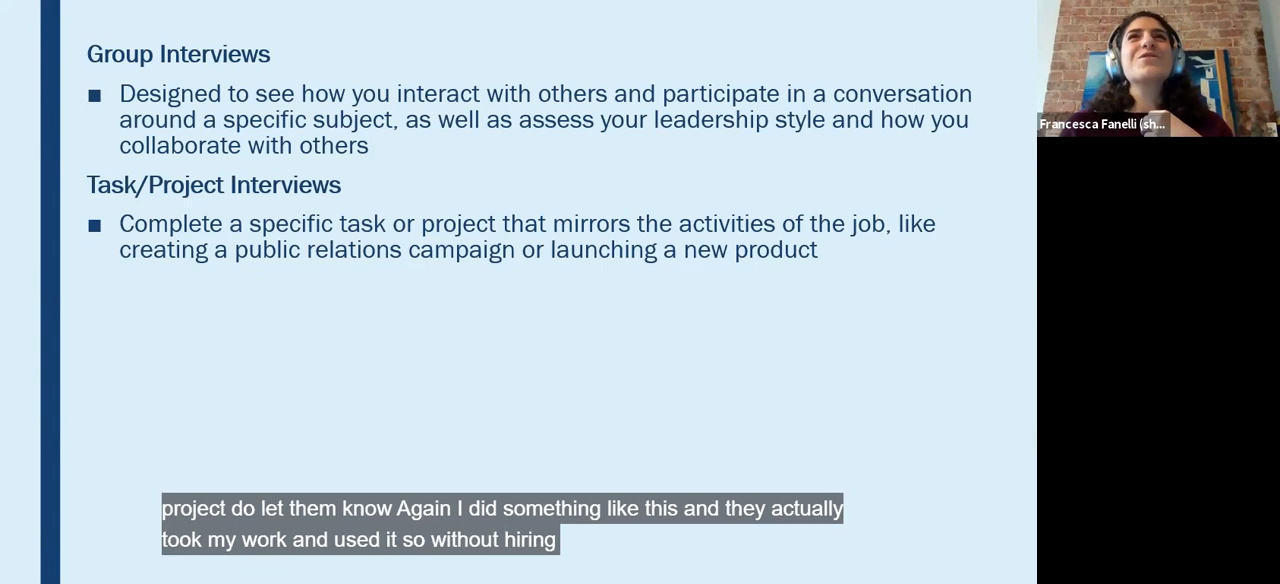 Group Interviews
■ Designed to see how you interact with others and participate in a conversation
around a specific subject, as well as assess your leadership style and how you
collaborate with others
Task/Project Interviews
■ Complete a specific task or project that mirrors the activities of the job, like
creating a public relations campaign or launching a new product
Francesca Fanelli (sh...
project do let them know Again I did something like this and they actually
took my work and used it so without hiring